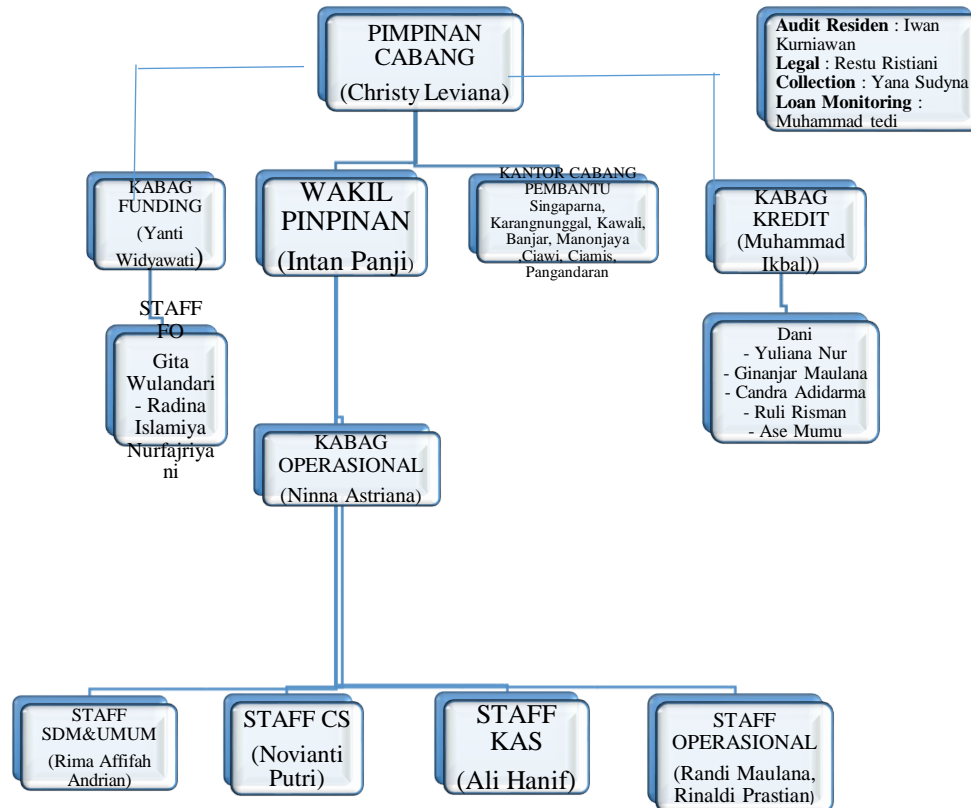 PIMPINAN
CABANG
(Christy Leviana)
Audit Residen : Iwan
Kurniawan
Legal : Restu Ristiani
Collection : Yana Sudyna
Loan Monitoring :
Muhammad tedi
KABAG
FUNDING
(Yanti
Widyawati)
WAKIL
PINPINAN
(Intan Panji)
KANTOR CABANG
PEMBANTU
Singaparna,
Karangnunggal, Kawali,
Banjar, Manonjaya
,Ciawi, Ciamis,
Pangandaran
KABAG
KREDIT
(Muhammad
Ikbal))
STAFF
FO
Gita
Wulandari
- Radina
Islamiya
Nurfajriya
ni
Dani
- Yuliana Nur
- Ginanjar Maulana
- Candra Adidarma
- Ruli Risman
- Ase Mumu
KABAG
OPERASIONAL
(Ninna Astriana)
STAFF
SDM&UMUM
(Rima Affifah
Andrian)
STAFF CS
(Novianti
Putri)
STAFF
KAS
(Ali Hanif)
STAFF
OPERASIONAL
(Randi Maulana,
Rinaldi Prastian)